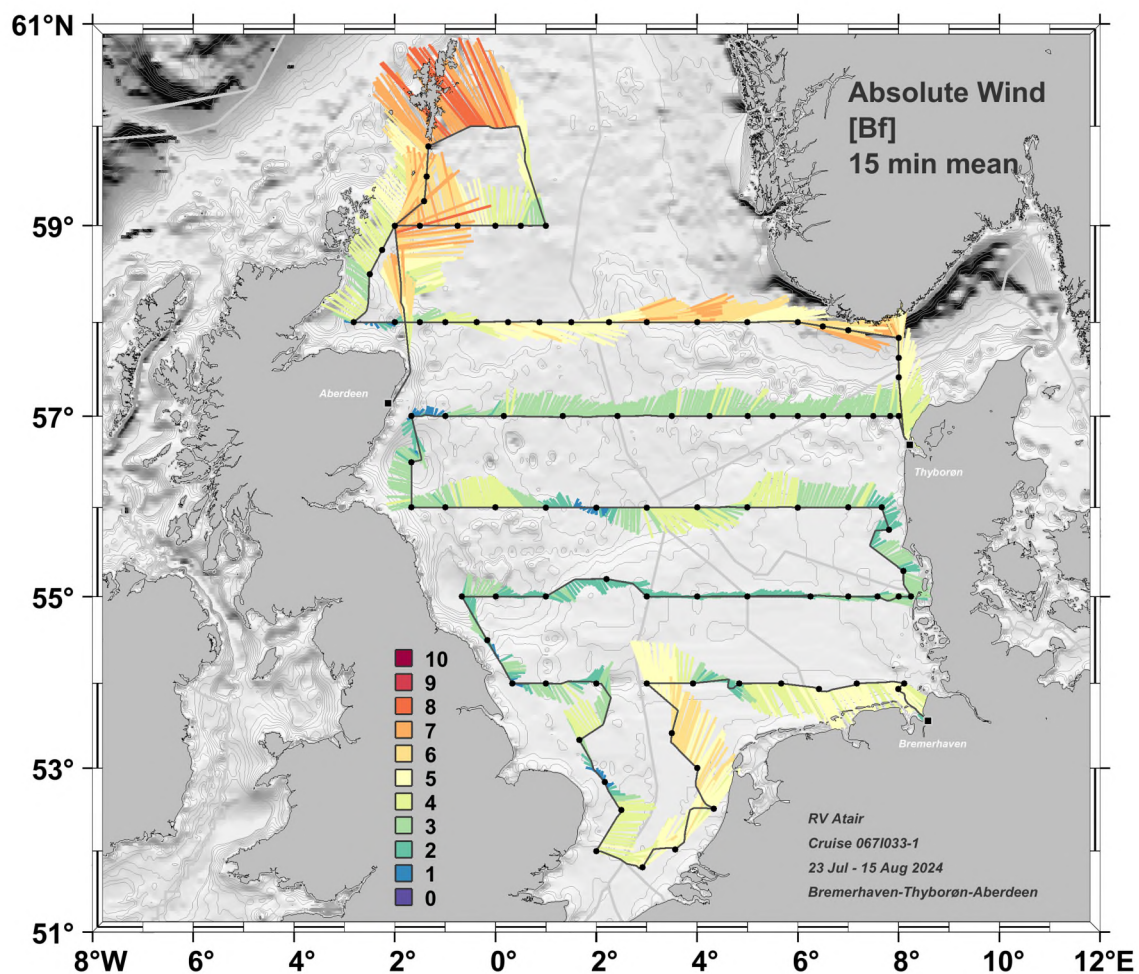 61°N
Absolute Wind
[Bf]
15 min mean
59°
Aberdeen
57°
Thyborøn
55°
10
9
8
7
Bremerhaven
6
53°
5
4
RV Atair
3
Cruise 067I033-1
2
23 Jul - 15 Aug 2024
1
Bremerhaven-Thyborøn-Aberdeen
0
51°
8°W 6° 4° 2° 0° 2° 4° 6° 8° 10° 12°E